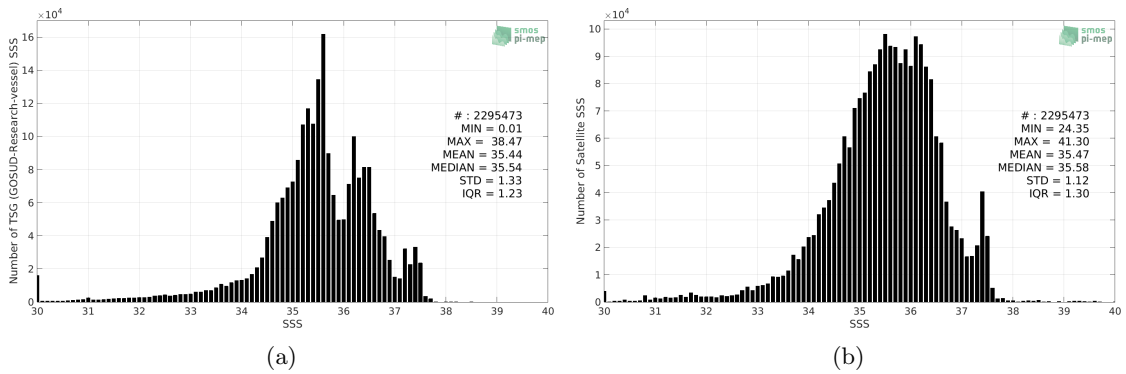 ×10⁴
16
14
12
10
8
6
4
2
0
Number of TSG (GOSUD-Research-vessel) SSS
smos
pi-mep
# : 2295473
MIN = 0.01
MAX = 38.47
MEAN = 35.44
MEDIAN = 35.54
STD = 1.33
IQR = 1.23
30 31 32 33 34 35 36 37 38 39 40
SSS
(a)
×10⁴
10
9
8
7
6
5
4
3
2
1
0
Number of Satellite SSS
smos
pi-mep
# : 2295473
MIN = 24.35
MAX = 41.30
MEAN = 35.47
MEDIAN = 35.58
STD = 1.12
IQR = 1.30
30 31 32 33 34 35 36 37 38 39 40
SSS
(b)